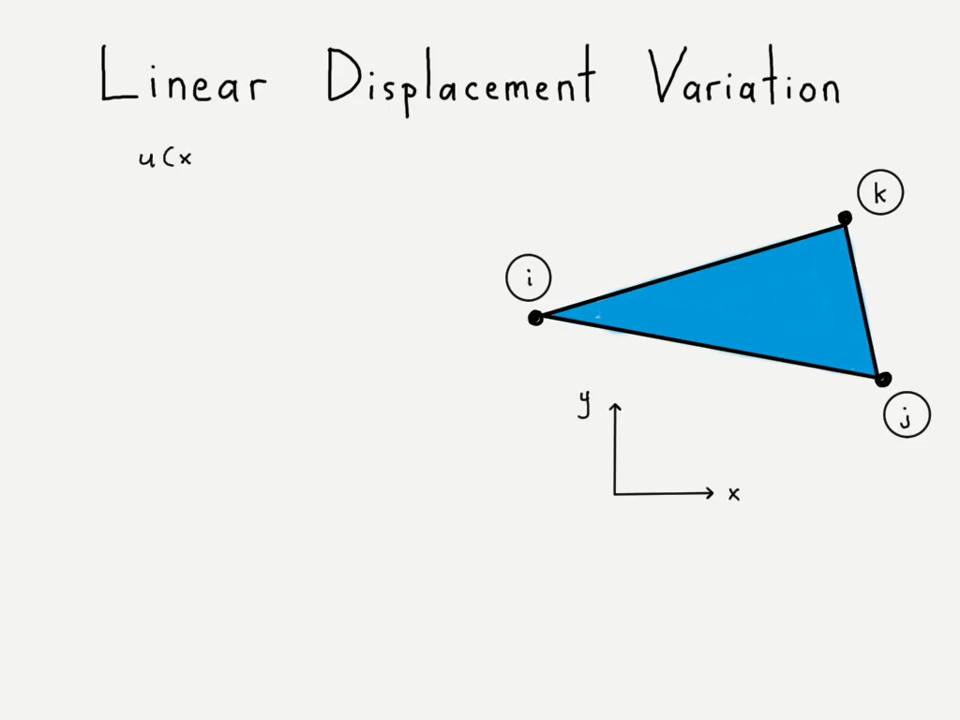 Linear Displacement Variation
u(x
k
i
j
y
x